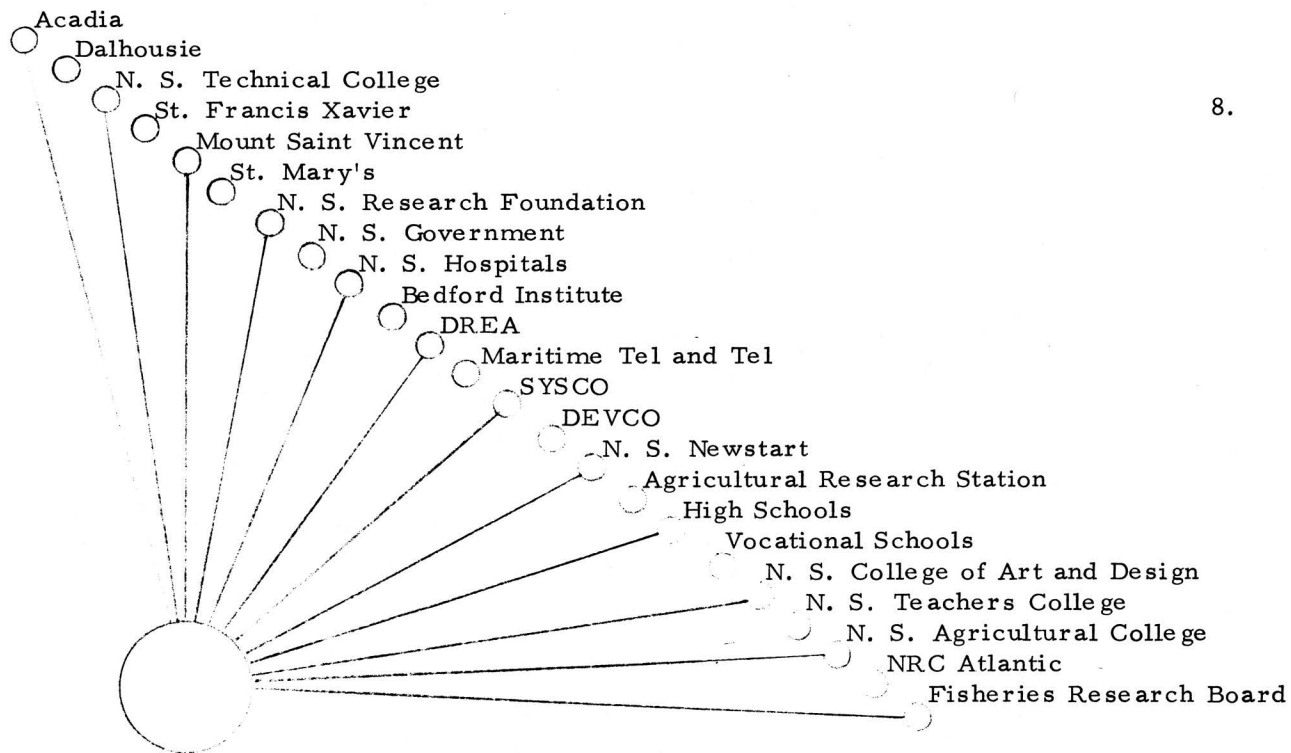 Acadia
Dalhousie
N. S. Technical College
8.
St. Francis Xavier
Mount Saint Vincent
St. Mary's
N. S. Research Foundation
N. S. Government
N. S. Hospitals
Bedford Institute
DREA
Maritime Tel and Tel
SYSCO
DEVCO
N. S. Newstart
Agricultural Research Station
High Schools
Vocational Schools
N. S. College of Art and Design
N. S. Teachers College
N. S. Agricultural College
NRC Atlantic
Fisheries Research Board